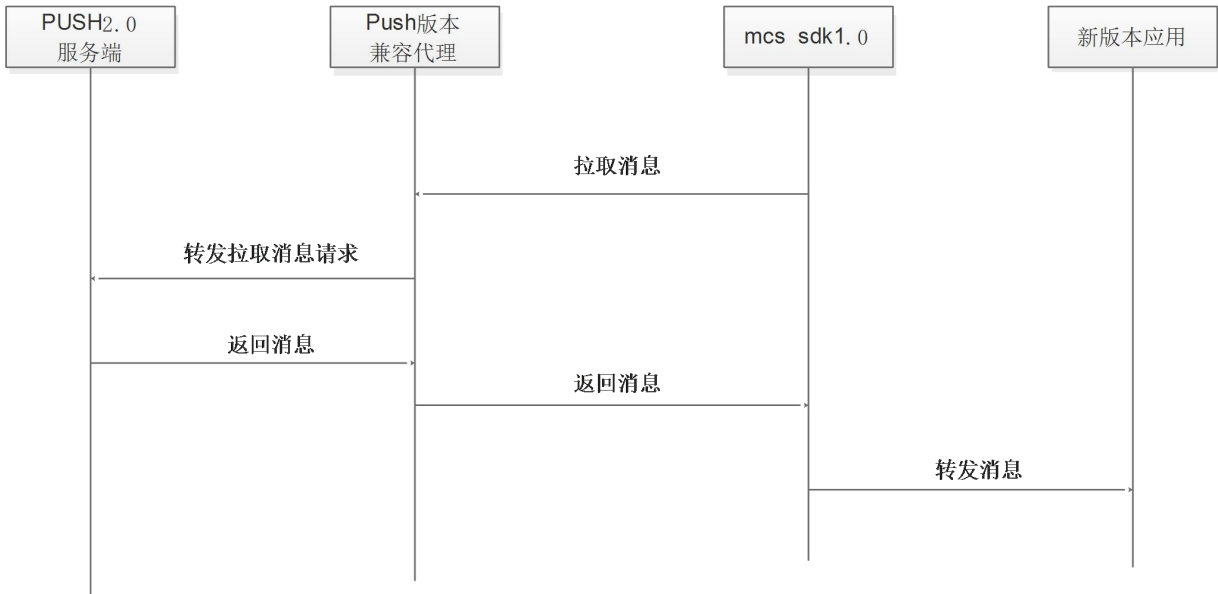 PUSH2.0
服务端
Push版本
兼容代理
mcs sdk1.0
新版本应用
拉取消息
转发拉取消息请求
返回消息
返回消息
转发消息